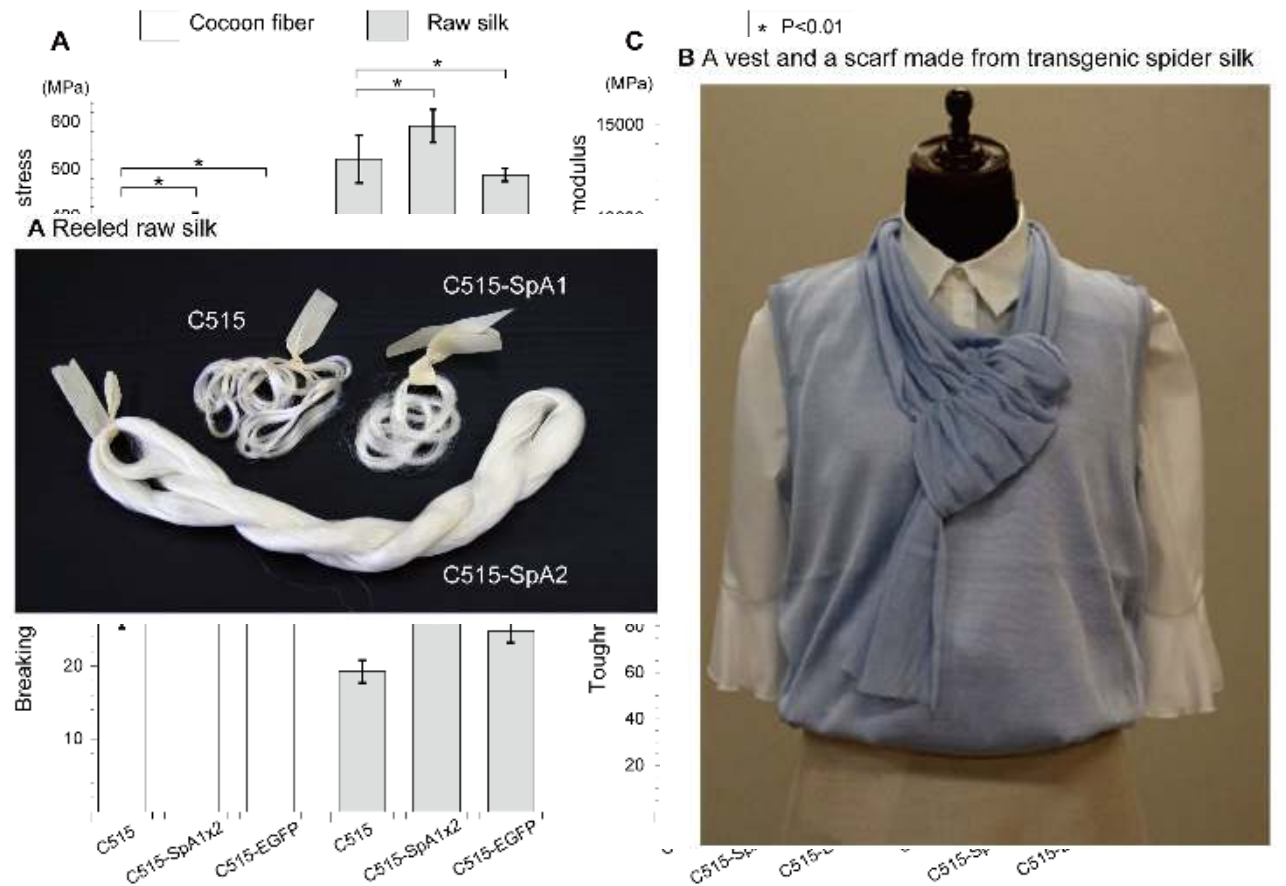 Cocoon fiber
Raw silk
* P<0.01
A
C
B A vest and a scarf made from transgenic spider silk
(MPa)
(MPa)
600
500
stress
15000
modulus
*
*
*
*
A Reeled raw silk
C515
C515-SpA1
C515-SpA2
Breaking
20
10
60
40
20
C515
C515-SpA1x2
C515-EGFP
C515
C515-SpA1x2
C515-EGFP